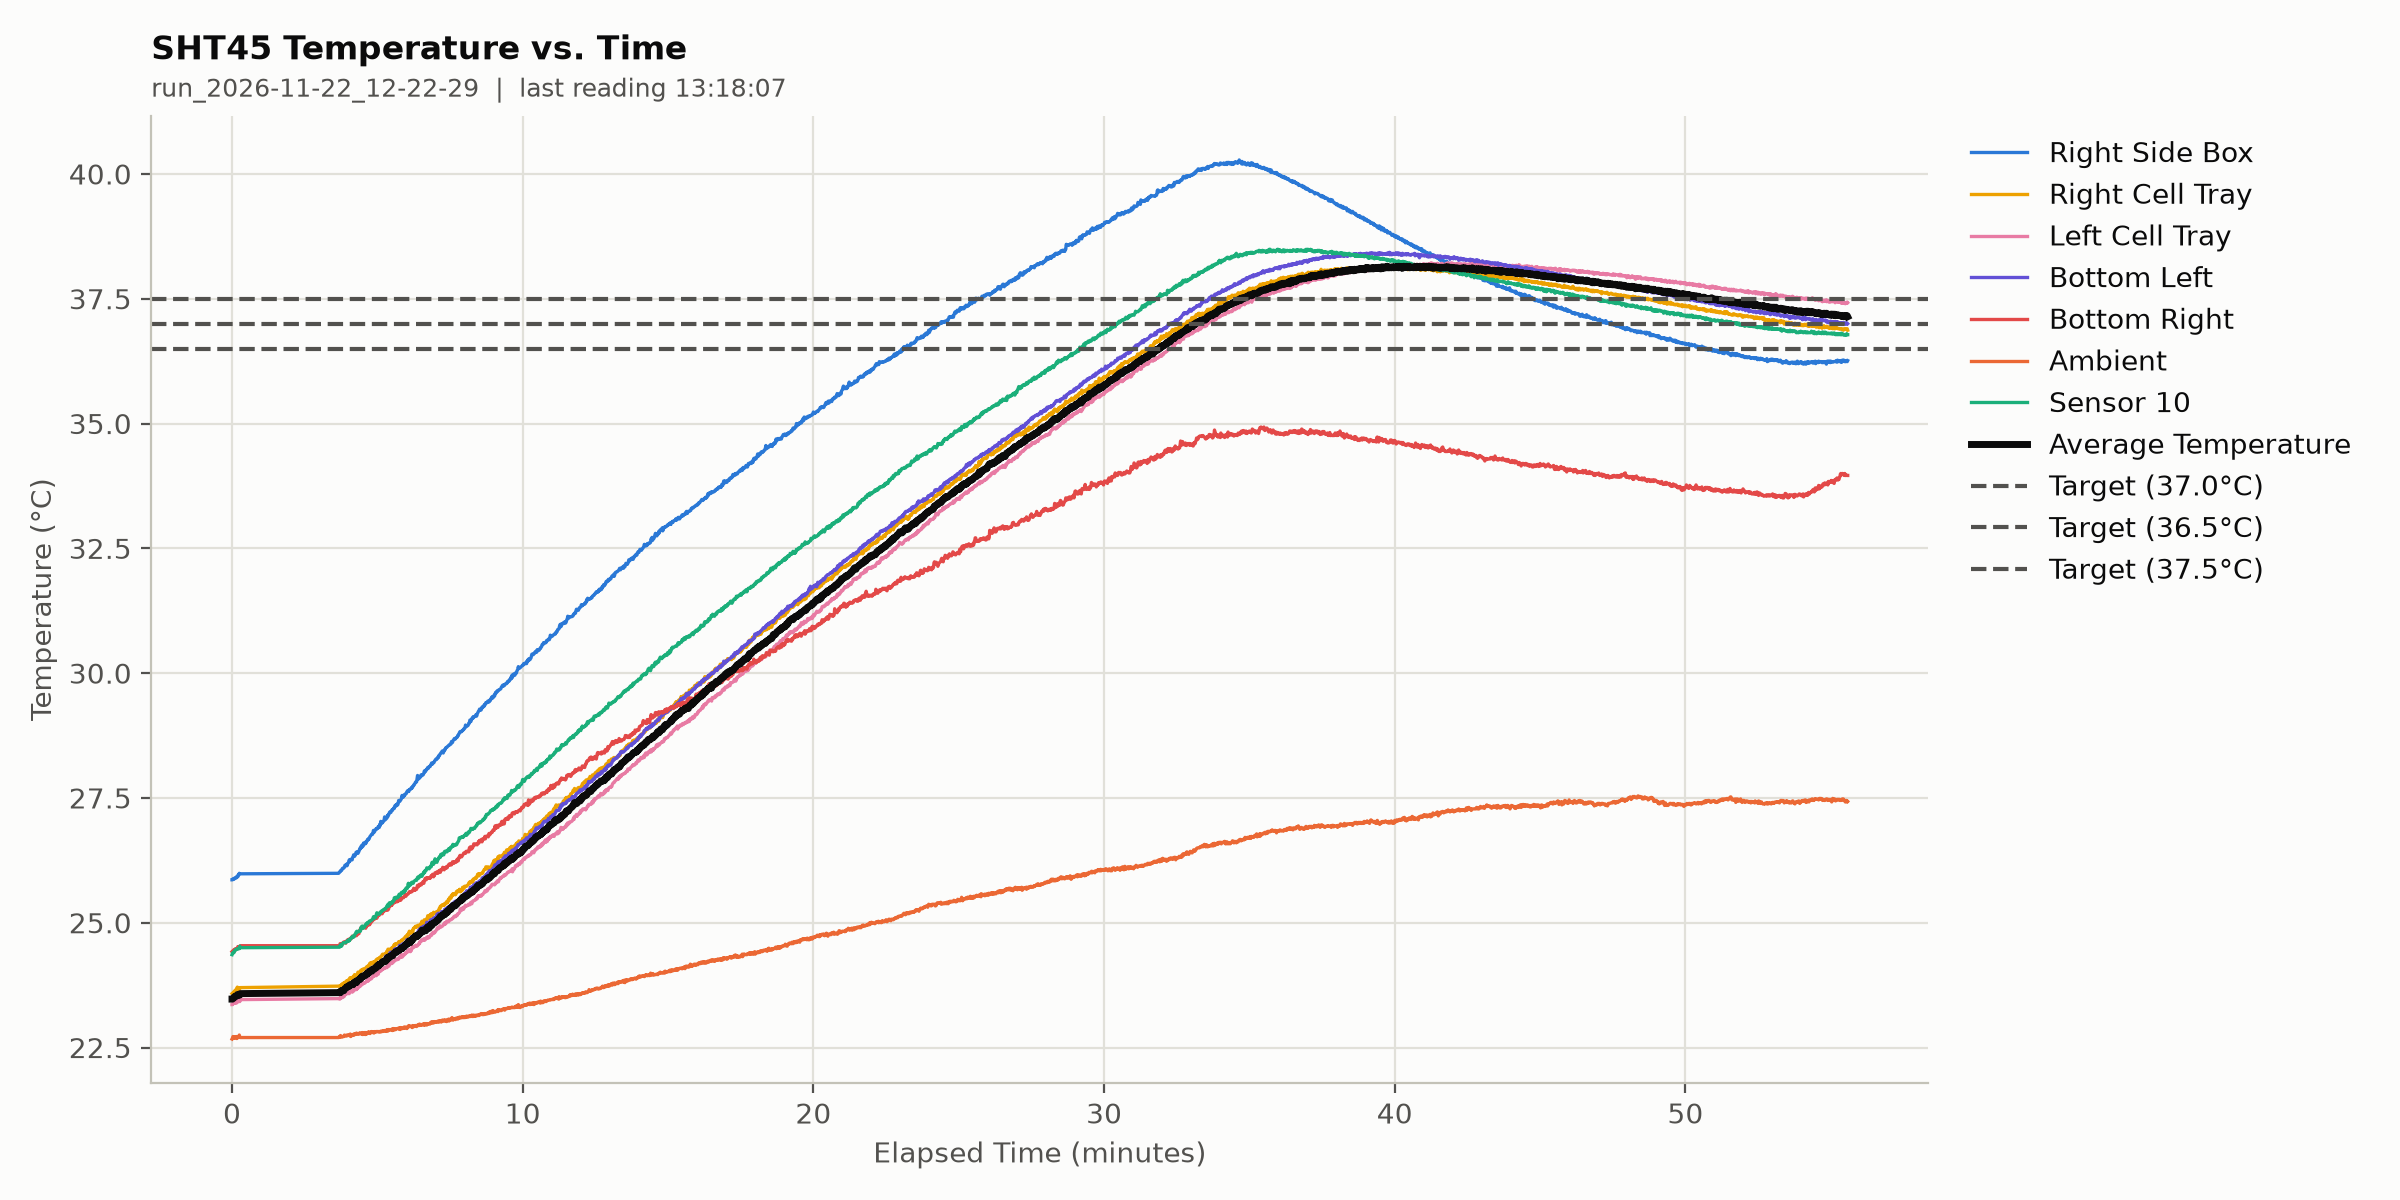 SHT45 Temperature vs. Time
run_2026-11-22_12-22-29  |  last reading 13:18:07
Temperature (°C)
40.0
37.5
35.0
32.5
30.0
27.5
25.0
22.5
0
10
20
30
40
50
Elapsed Time (minutes)
Right Side Box
Right Cell Tray
Left Cell Tray
Bottom Left
Bottom Right
Ambient
Sensor 10
Average Temperature
Target (37.0°C)
Target (36.5°C)
Target (37.5°C)